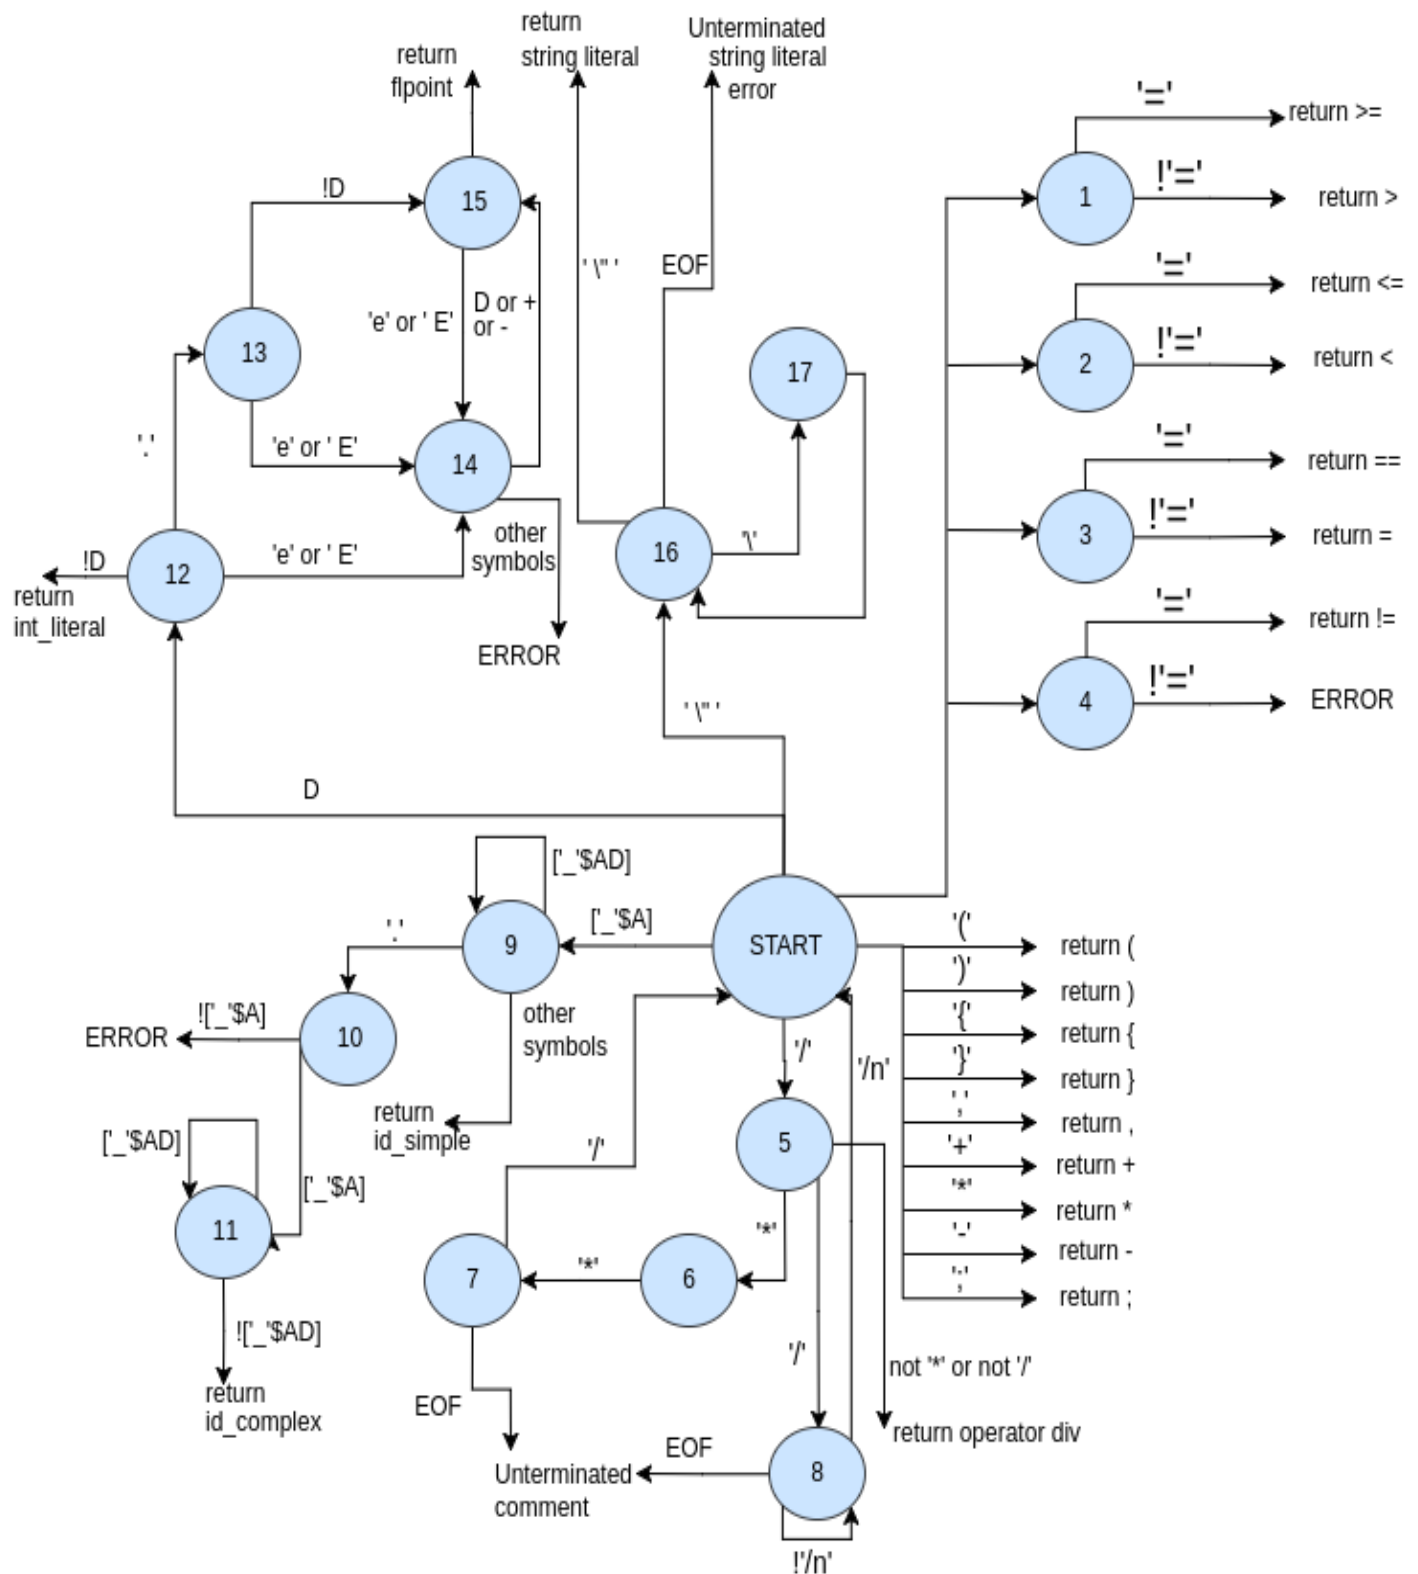 return
string literal
Unterminated
string literal
error
return
flpoint
'='
return >=
!D
15
1
!'='
return >
' \" '
EOF
'='
return <=
'e' or ' E'
D or +
or -
2
!'='
return <
13
17
'.'
'e' or ' E'
14
'='
return ==
3
!'='
return =
other
symbols
16
'\'
!D
12
'e' or ' E'
return
int_literal
ERROR
'='
return !=
4
!'='
ERROR
' \" '
D
['_'$AD]
'.'
9
['_'$A]
START
'('
return (
')'
return )
'{'
return {
'}'
return }
','
return ,
'+'
return +
'*'
return *
'-'
return -
';'
return ;
ERROR
!['_'$A]
10
other
symbols
'/'
'/n'
return
id_simple
5
['_'$AD]
['_'$A]
'/'
11
7
'*'
6
'*'
!['_'$AD]
'/'
not '*' or not '/'
return
id_complex
EOF
return operator div
EOF
8
Unterminated
comment
!'/n'